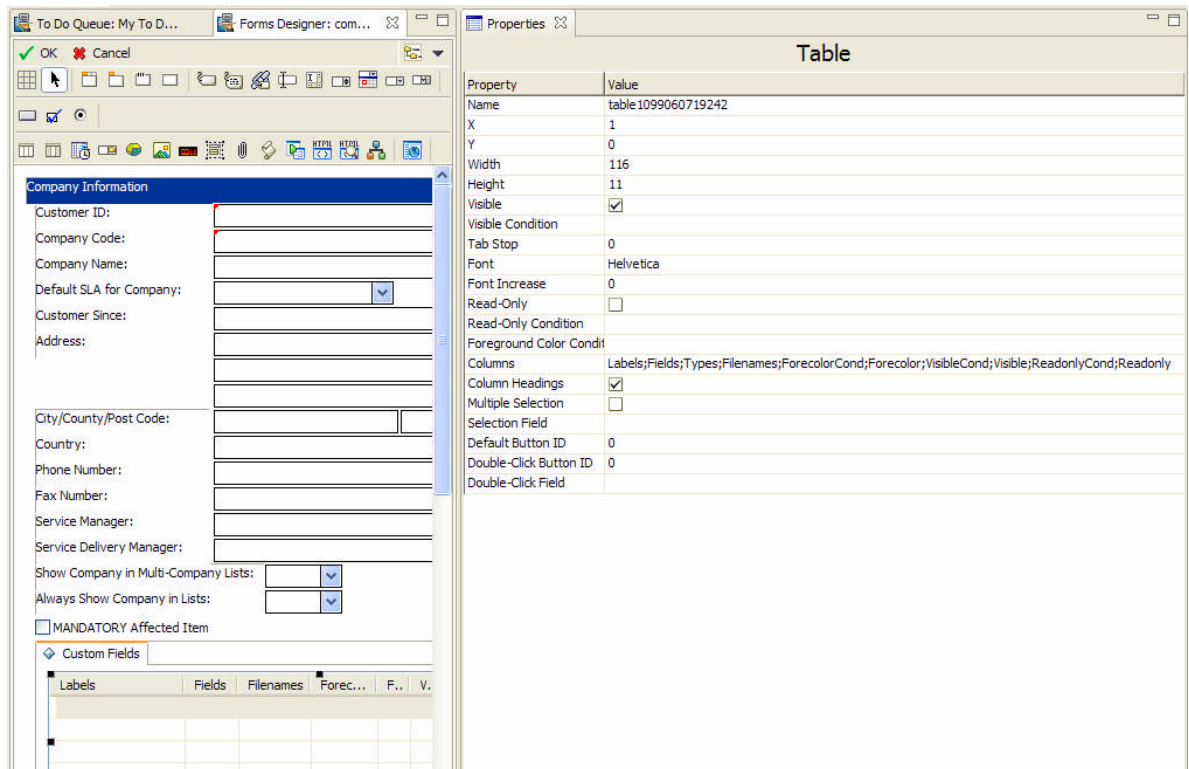 To Do Queue: My To D...
Forms Designer: com...
OK Cancel
Company Information
Customer ID:
Company Code:
Company Name:
Default SLA for Company:
Customer Since:
Address:
City/County/Post Code:
Country:
Phone Number:
Fax Number:
Service Manager:
Service Delivery Manager:
Show Company in Multi-Company Lists:
Always Show Company in Lists:
MANDATORY Affected Item
Custom Fields
Labels Fields Filenames Forec... F.. V.
Properties
Table
Property Value
Name table1099060719242
X 1
Y 0
Width 116
Height 11
Visible
Visible Condition
Tab Stop 0
Font Helvetica
Font Increase 0
Read-Only
Read-Only Condition
Foreground Color Condit
Columns Labels;Fields;Types;Filenames;ForecolorCond;Forecolor;VisibleCond;Visible;ReadonlyCond;Readonly
Column Headings
Multiple Selection
Selection Field
Default Button ID 0
Double-Click Button ID 0
Double-Click Field